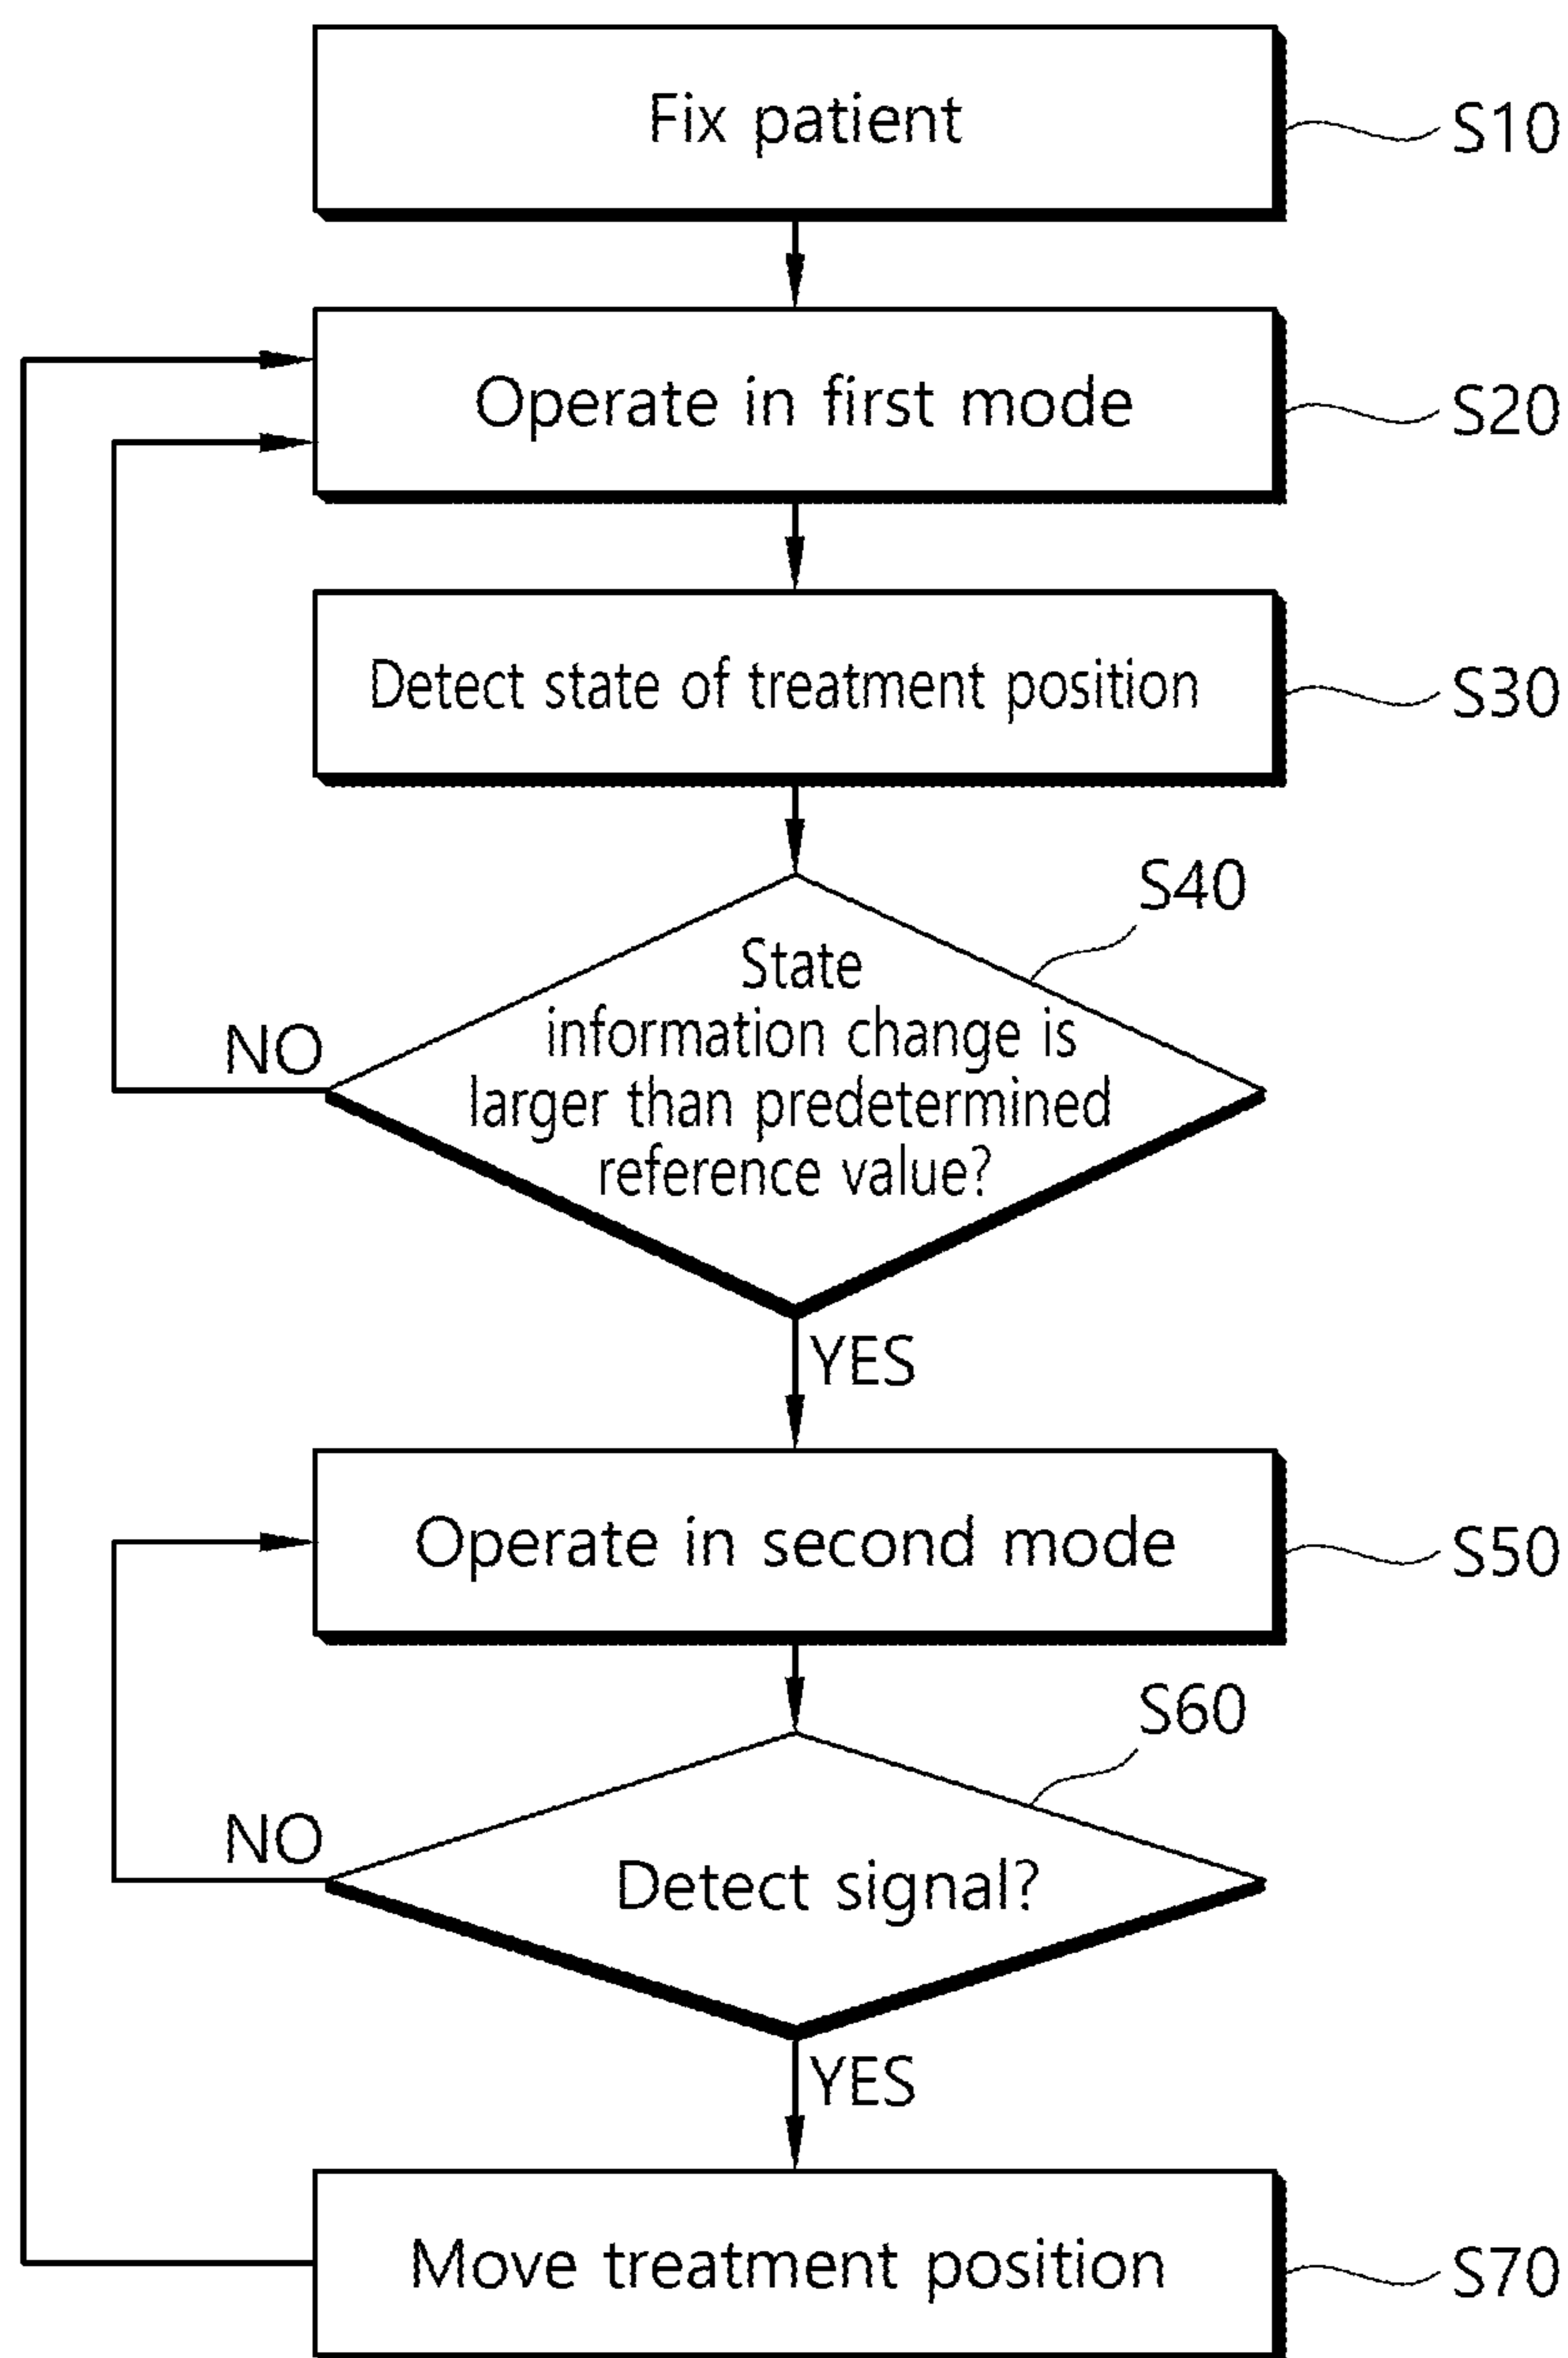 Fix patient
S10
Operate in first mode
S20
Detect state of treatment position
S30
S40
State
information change is
larger than predetermined
reference value?
NO
YES
Operate in second mode
S50
S60
Detect signal?
NO
YES
Move treatment position
S70